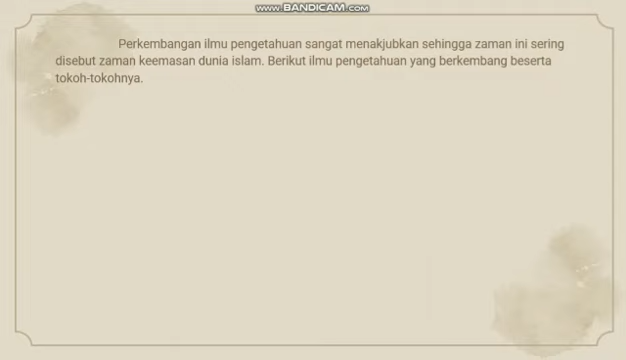 www.BANDICAM.com
Perkembangan ilmu pengetahuan sangat menakjubkan sehingga zaman ini sering
disebut zaman keemasan dunia islam. Berikut ilmu pengetahuan yang berkembang beserta
tokoh-tokohnya.